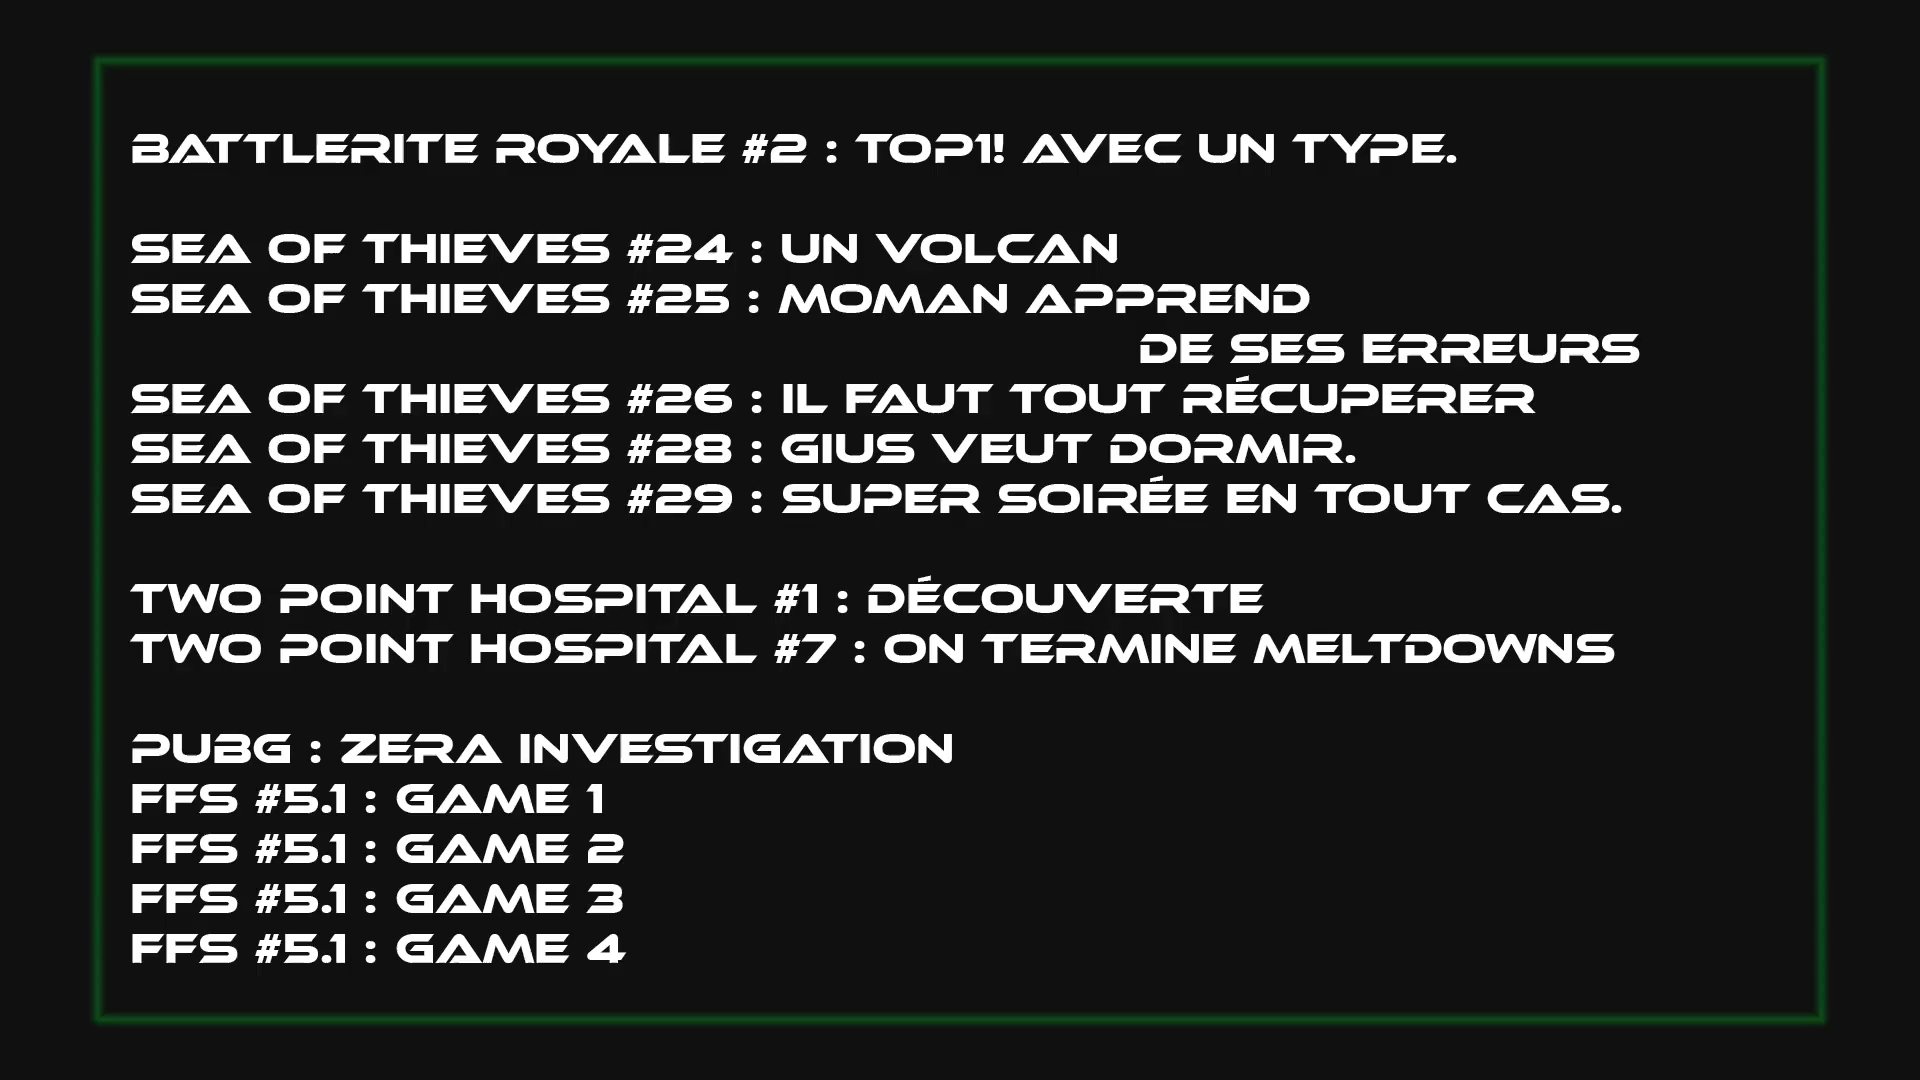 BATTLERITE ROYALE #2 : TOP1! AVEC UN TYPE.
SEA OF THIEVES #24 : UN VOLCAN
SEA OF THIEVES #25 : MOMAN APPREND
DE SES ERREURS
SEA OF THIEVES #26 : IL FAUT TOUT RÉCUPERER
SEA OF THIEVES #28 : GIUS VEUT DORMIR.
SEA OF THIEVES #29 : SUPER SOIRÉE EN TOUT CAS.
TWO POINT HOSPITAL #1 : DÉCOUVERTE
TWO POINT HOSPITAL #7 : ON TERMINE MELTDOWNS
PUBG : ZERA INVESTIGATION
FFS #5.1 : GAME 1
FFS #5.1 : GAME 2
FFS #5.1 : GAME 3
FFS #5.1 : GAME 4